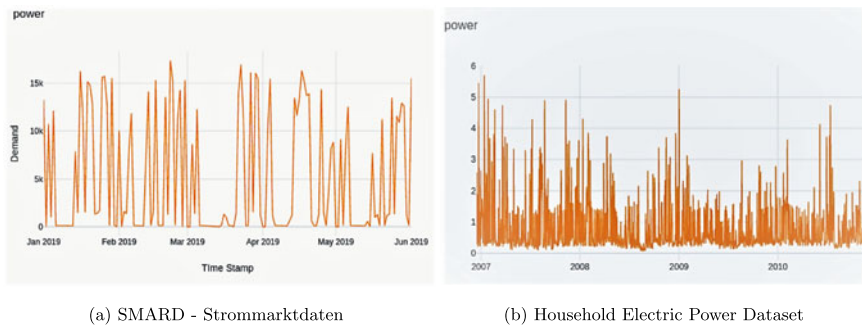 power
15k
10k
5k
0
Demand
Jan 2019 Feb 2019 Mar 2019 Apr 2019 May 2019 Jun 2019
Time Stamp
(a) SMARD - Strommarktdaten
power
6
5
4
3
2
1
0
2007 2008 2009 2010
(b) Household Electric Power Dataset